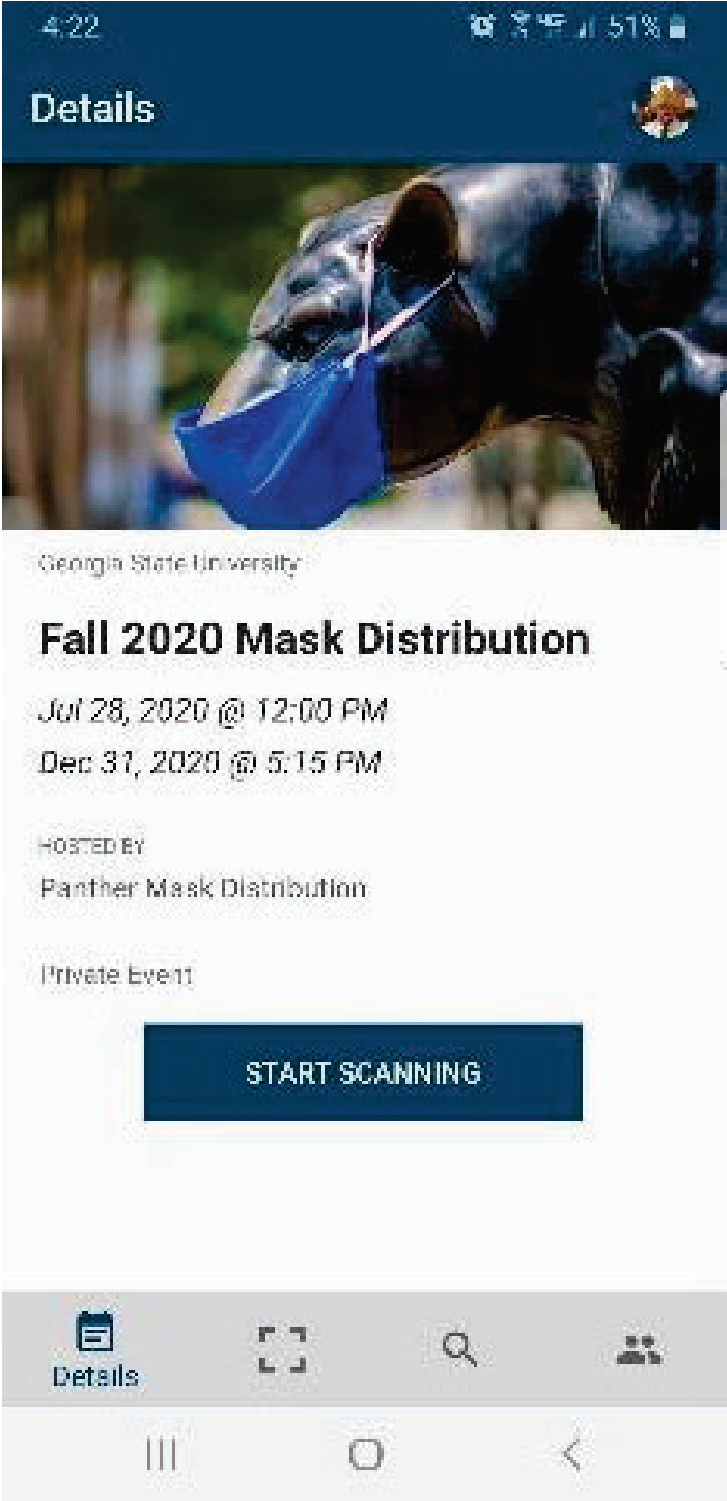 4:22
51%
Details
Georgia State University
Fall 2020 Mask Distribution
Jul 28, 2020 @ 12:00 PM
Dec 31, 2020 @ 5:15 PM
HOSTED BY
Panther Mask Distribution
Private Event
START SCANNING
Details